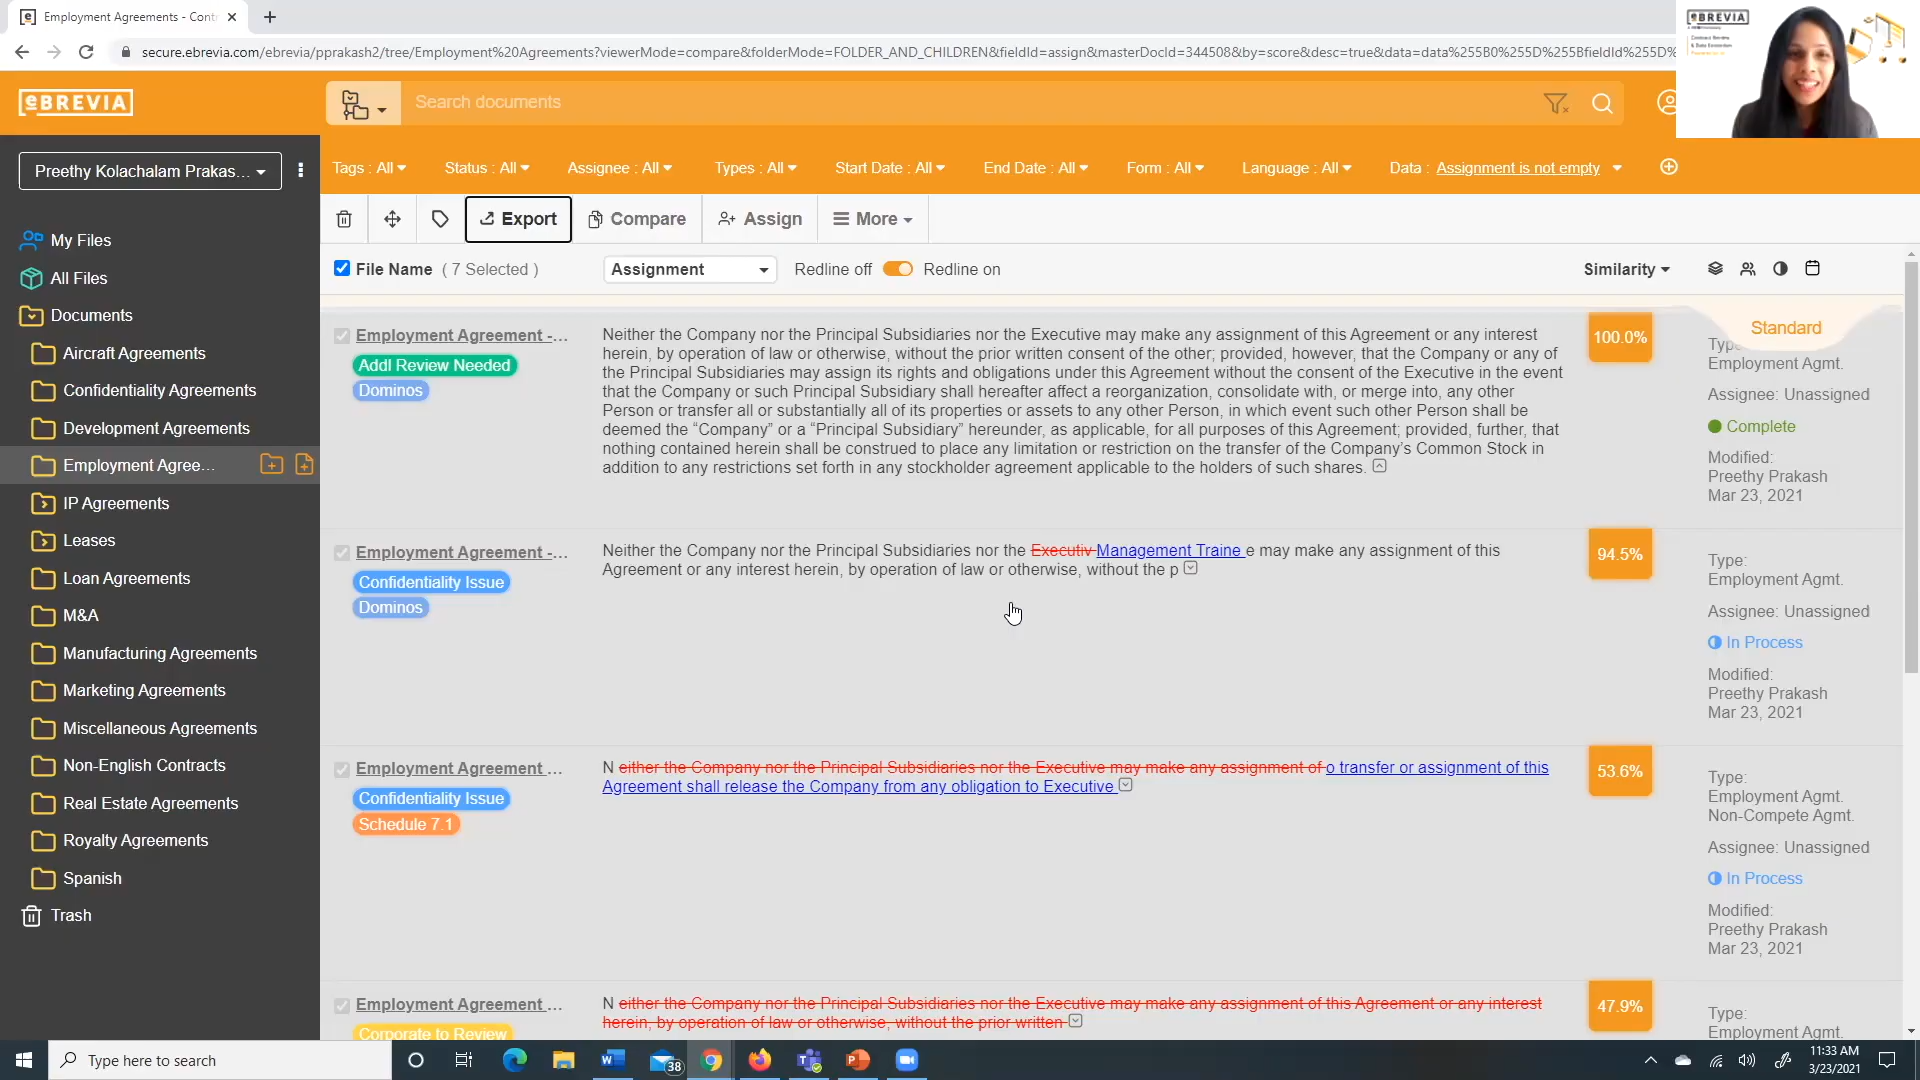 Employment Agreements - Cont
secure.ebrevia.com/ebrevia/pprakash2/tree/Employment%20Agreements?viewerMode=compare&folderMode=FOLDER_AND_CHILDREN&fieldId=assign&masterDocId=344508&by=score&desc=true&data=data%255B0%255D%255BfieldId%255D%
eBREVIA
eBREVIA
Search documents
Preethy Kolachalam Prakas...
Tags : All
Status : All
Assignee : All
Types : All
Start Date : All
End Date : All
Form : All
Language : All
Data : Assignment is not empty
Export
Compare
Assign
More
File Name ( 7 Selected )
Assignment
Redline off
Redline on
Similarity
My Files
All Files
Documents
Aircraft Agreements
Confidentiality Agreements
Development Agreements
Employment Agree...
IP Agreements
Leases
Loan Agreements
M&A
Manufacturing Agreements
Marketing Agreements
Miscellaneous Agreements
Non-English Contracts
Real Estate Agreements
Royalty Agreements
Spanish
Trash
Employment Agreement -...
Addl Review Needed
Dominos
Neither the Company nor the Principal Subsidiaries nor the Executive may make any assignment of this Agreement or any interest
herein, by operation of law or otherwise, without the prior written consent of the other; provided, however, that the Company or any of
the Principal Subsidiaries may assign its rights and obligations under this Agreement without the consent of the Executive in the event
that the Company or such Principal Subsidiary shall hereafter affect a reorganization, consolidate with, or merge into, any other
Person or transfer all or substantially all of its properties or assets to any other Person, in which event such other Person shall be
deemed the “Company” or a “Principal Subsidiary” hereunder, as applicable, for all purposes of this Agreement; provided, further, that
nothing contained herein shall be construed to place any limitation or restriction on the transfer of the Company’s Common Stock in
addition to any restrictions set forth in any stockholder agreement applicable to the holders of such shares.
100.0%
Standard
Type:
Employment Agmt.
Assignee: Unassigned
Complete
Modified:
Preethy Prakash
Mar 23, 2021
Employment Agreement -...
Confidentiality Issue
Dominos
Neither the Company nor the Principal Subsidiaries nor the Executiv Management Traine e may make any assignment of this
Agreement or any interest herein, by operation of law or otherwise, without the p
94.5%
Type:
Employment Agmt.
Assignee: Unassigned
In Process
Modified:
Preethy Prakash
Mar 23, 2021
Employment Agreement ...
Confidentiality Issue
Schedule 7.1
N either the Company nor the Principal Subsidiaries nor the Executive may make any assignment of o transfer or assignment of this
Agreement shall release the Company from any obligation to Executive
53.6%
Type:
Employment Agmt.
Non-Compete Agmt.
Assignee: Unassigned
In Process
Modified:
Preethy Prakash
Mar 23, 2021
Employment Agreement ...
Corporate to Review
N either the Company nor the Principal Subsidiaries nor the Executive may make any assignment of this Agreement or any interest
herein, by operation of law or otherwise, without the prior written
47.9%
Type:
Employment Agmt.
Type here to search
38
11:33 AM
3/23/2021